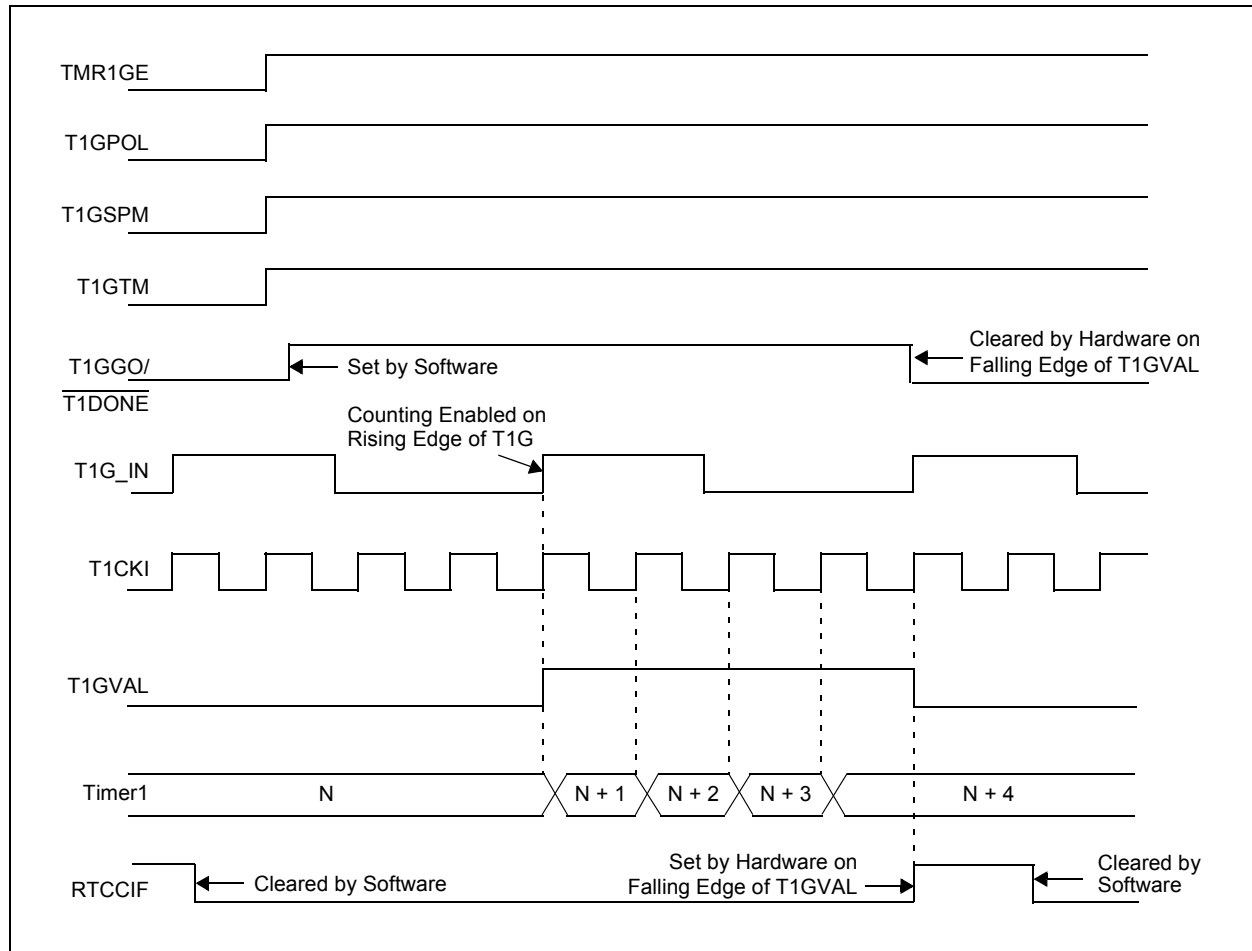 TMR1GE
T1GPOL
T1GSPM
T1GTM
T1GGO/
T1DONE
Set by Software
Cleared by Hardware on
Falling Edge of T1GVAL
Counting Enabled on
Rising Edge of T1G
T1G_IN
T1CKI
T1GVAL
Timer1
N
N + 1
N + 2
N + 3
N + 4
RTCCIF
Cleared by Software
Set by Hardware on
Falling Edge of T1GVAL
Cleared by
Software